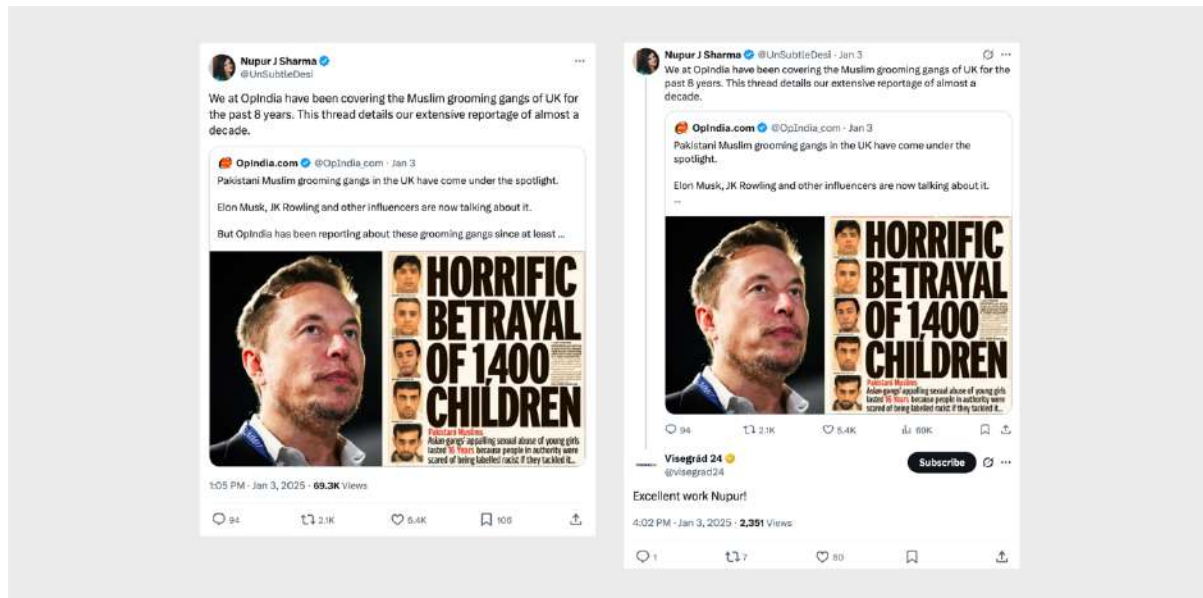 Nupur J Sharma
@UnSubtleDesi
We at OpIndia have been covering the Muslim grooming gangs of UK for
the past 8 years. This thread details our extensive reportage of almost a
decade.
OpIndia.com @OpIndia_com · Jan 3
Pakistani Muslim grooming gangs in the UK have come under the spotlight.
Elon Musk, JK Rowling and other influencers are now talking about it.
But OpIndia has been reporting about these grooming gangs since at least ...
HORRIFIC
BETRAYAL
OF 1,400
CHILDREN
Pakistani Muslims
Asian gangs' appalling sexual abuse of young girls
lasted 16 Years because people in authority were
scared of being labelled racist if they tackled it...
1:05 PM · Jan 3, 2025 · 69.3K Views
94 2.1K 5.4K 106
Nupur J Sharma @UnSubtleDesi · Jan 3
We at OpIndia have been covering the Muslim grooming gangs of UK for the
past 8 years. This thread details our extensive reportage of almost a
decade.
OpIndia.com @OpIndia_com · Jan 3
Pakistani Muslim grooming gangs in the UK have come under the
spotlight.
Elon Musk, JK Rowling and other influencers are now talking about it.
...
HORRIFIC
BETRAYAL
OF 1,400
CHILDREN
Pakistani Muslims
Asian gangs' appalling sexual abuse of young girls
lasted 16 Years because people in authority were
scared of being labelled racist if they tackled it...
94 2.1K 5.4K 69K
Visegrád 24
@visegrad24
Subscribe
Excellent work Nupur!
4:02 PM · Jan 3, 2025 · 2,351 Views
1 7 80